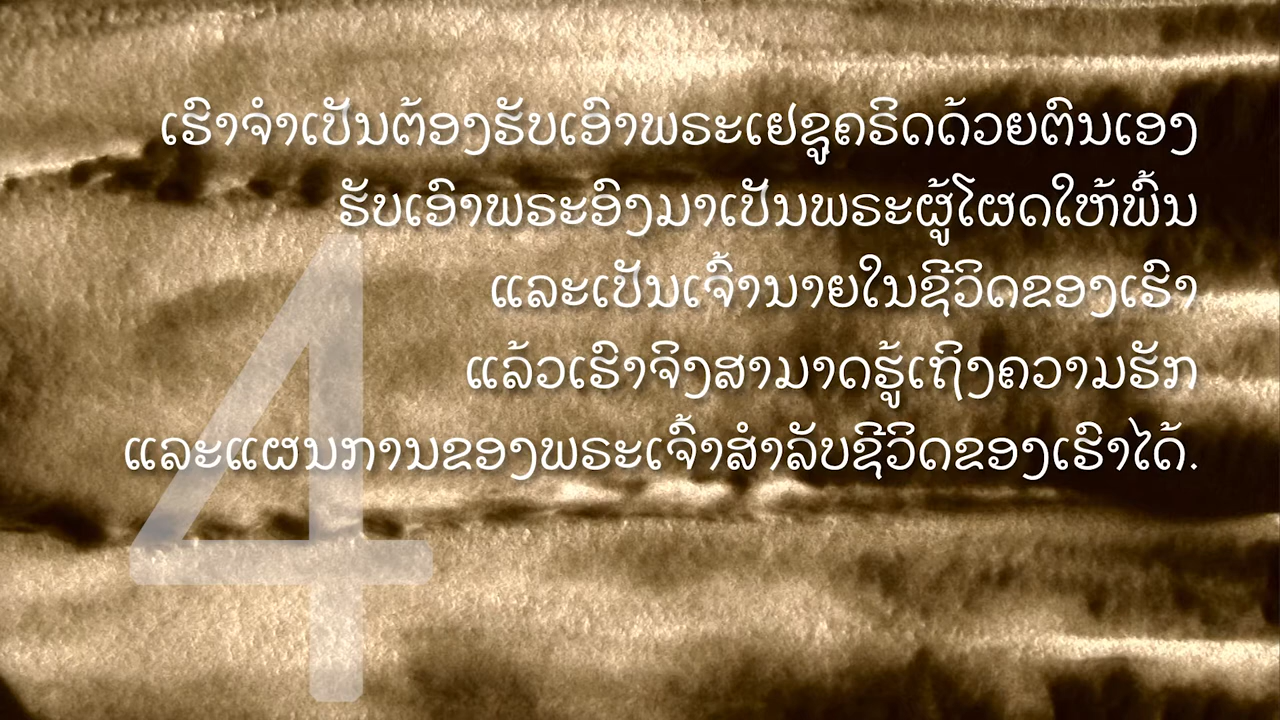 ເຮົາຈຳເປັນຕ້ອງຮັບເອົາພຣະເຢຊູຄຣິດດ້ວຍຕົນເອງ
ຮັບເອົາພຣະອົງມາເປັນພຣະຜູ້ໂຜດໃຫ້ພົ້ນ
ແລະເປັນເຈົ້ານາຍໃນຊີວິດຂອງເຮົາ
ແລ້ວເຮົາຈິງສາມາດຮູ້ເຖິງຄວາມຮັກ
ແລະແຜນການຂອງພຣະເຈົ້າສຳລັບຊີວິດຂອງເຮົາໄດ້.
4